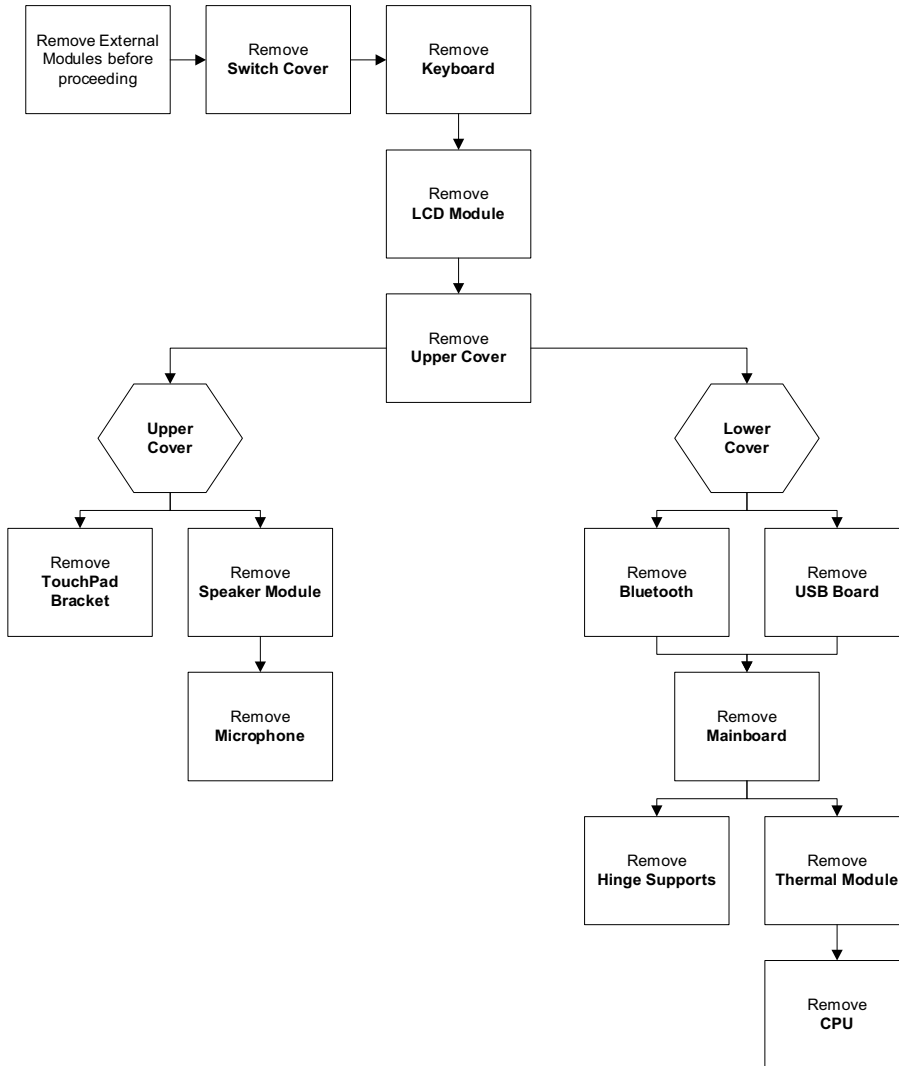 Remove External
Modules before
proceeding
Remove
Switch Cover
Remove
Keyboard
Remove
LCD Module
Remove
Upper Cover
Upper
Cover
Lower
Cover
Remove
TouchPad
Bracket
Remove
Speaker Module
Remove
Bluetooth
Remove
USB Board
Remove
Microphone
Remove
Mainboard
Remove
Hinge Supports
Remove
Thermal Module
Remove
CPU